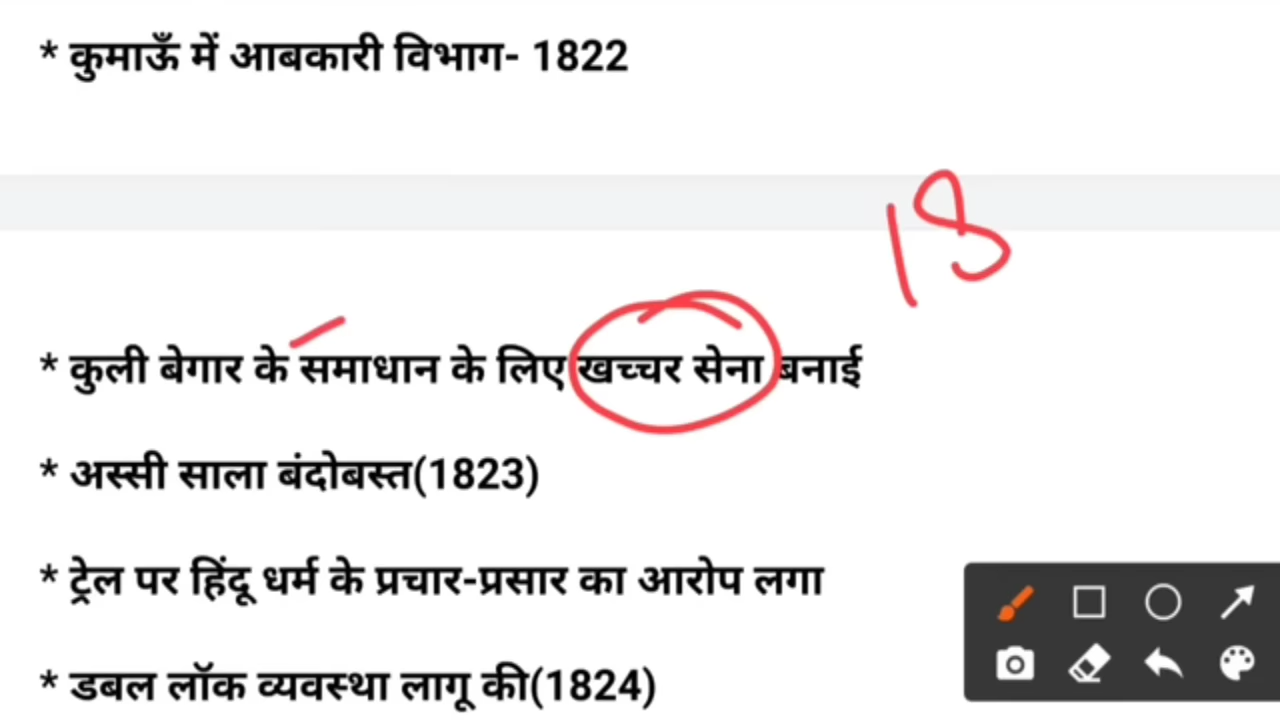 * कुमाऊँ में आबकारी विभाग- 1822
18
* कुली बेगार के समाधान के लिए खच्चर सेना बनाई
* अस्सी साला बंदोबस्त(1823)
* ट्रेल पर हिंदू धर्म के प्रचार-प्रसार का आरोप लगा
* डबल लॉक व्यवस्था लागू की(1824)